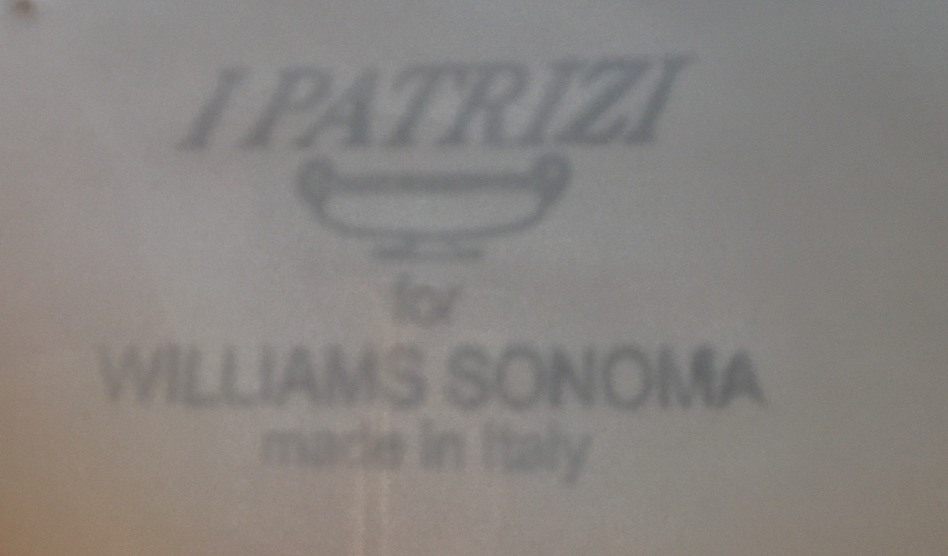 I PATRIZI
for
WILLIAMS SONOMA
made in Italy